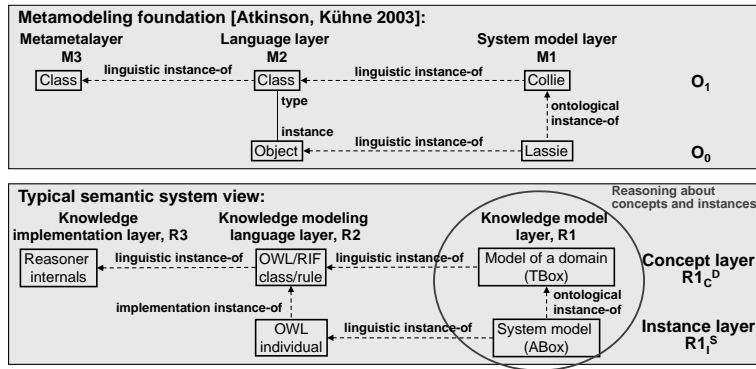 Metamodeling foundation [Atkinson, Kühne 2003]:
Metametalayer
M3
Language layer
M2
System model layer
M1
Class
linguistic instance-of
Class
linguistic instance-of
Collie
O1
type
ontological
instance-of
instance
Object
linguistic instance-of
Lassie
O0
Typical semantic system view:
Reasoning about
concepts and instances
Knowledge
implementation layer, R3
Knowledge modeling
language layer, R2
Knowledge model
layer, R1
Reasoner
internals
linguistic instance-of
OWL/RIF
class/rule
linguistic instance-of
Model of a domain
(TBox)
Concept layer
R1CD
implementation instance-of
ontological
instance-of
OWL
individual
linguistic instance-of
System model
(ABox)
Instance layer
R1IS